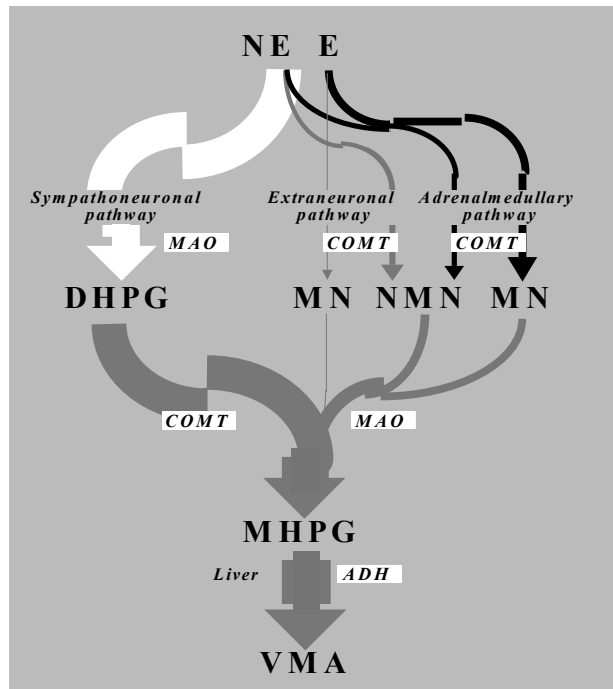 NE E
Sympathoneuronal pathway
Extraneuronal pathway
Adrenalmedullary pathway
MAO COMT COMT
DHPG MN NMN MN
COMT MAO
MHPG
Liver ADH
VMA